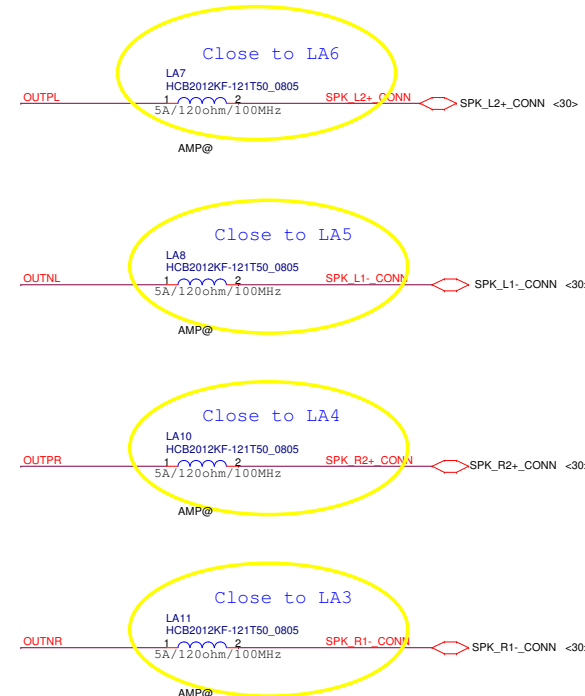 Close to LA6
LA7
HCB2012KF-121T50_0805
OUTPL 1 2 SPK_L2+_CONN SPK_L2+_CONN <30>
5A/120ohm/100MHz
AMP@
Close to LA5
LA8
HCB2012KF-121T50_0805
OUTNL 1 2 SPK_L1-_CONN SPK_L1-_CONN <30>
5A/120ohm/100MHz
AMP@
Close to LA4
LA10
HCB2012KF-121T50_0805
OUTPR 1 2 SPK_R2+_CONN SPK_R2+_CONN <30>
5A/120ohm/100MHz
AMP@
Close to LA3
LA11
HCB2012KF-121T50_0805
OUTNR 1 2 SPK_R1-_CONN SPK_R1-_CONN <30>
5A/120ohm/100MHz
AMP@